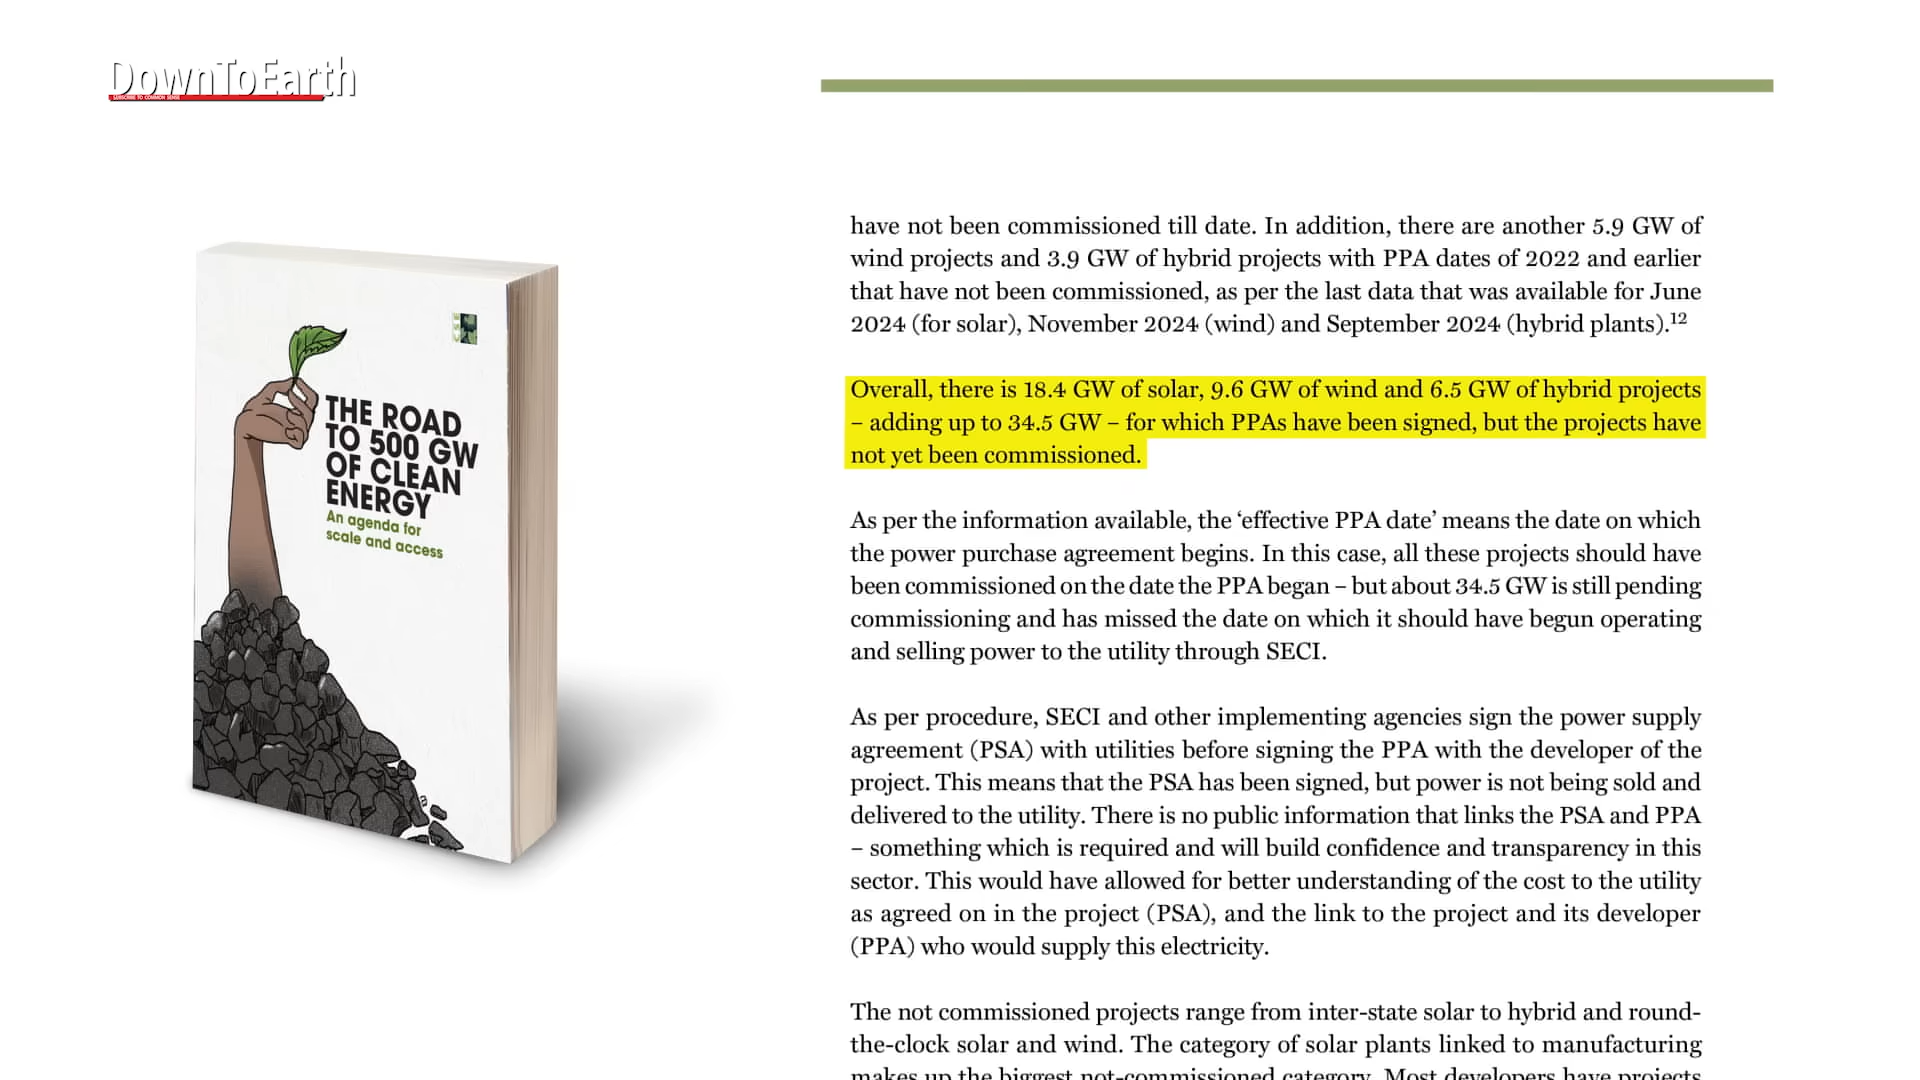 DownToEarth
SUBSCRIBE TO COMMON SENSE
THE ROAD
TO 500 GW
OF CLEAN
ENERGY
An agenda for
scale and access
have not been commissioned till date. In addition, there are another 5.9 GW of
wind projects and 3.9 GW of hybrid projects with PPA dates of 2022 and earlier
that have not been commissioned, as per the last data that was available for June
2024 (for solar), November 2024 (wind) and September 2024 (hybrid plants).¹²
Overall, there is 18.4 GW of solar, 9.6 GW of wind and 6.5 GW of hybrid projects
– adding up to 34.5 GW – for which PPAs have been signed, but the projects have
not yet been commissioned.
As per the information available, the ‘effective PPA date’ means the date on which
the power purchase agreement begins. In this case, all these projects should have
been commissioned on the date the PPA began – but about 34.5 GW is still pending
commissioning and has missed the date on which it should have begun operating
and selling power to the utility through SECI.
As per procedure, SECI and other implementing agencies sign the power supply
agreement (PSA) with utilities before signing the PPA with the developer of the
project. This means that the PSA has been signed, but power is not being sold and
delivered to the utility. There is no public information that links the PSA and PPA
– something which is required and will build confidence and transparency in this
sector. This would have allowed for better understanding of the cost to the utility
as agreed on in the project (PSA), and the link to the project and its developer
(PPA) who would supply this electricity.
The not commissioned projects range from inter-state solar to hybrid and round-
the-clock solar and wind. The category of solar plants linked to manufacturing
makes up the biggest not-commissioned category. Most developers have projects